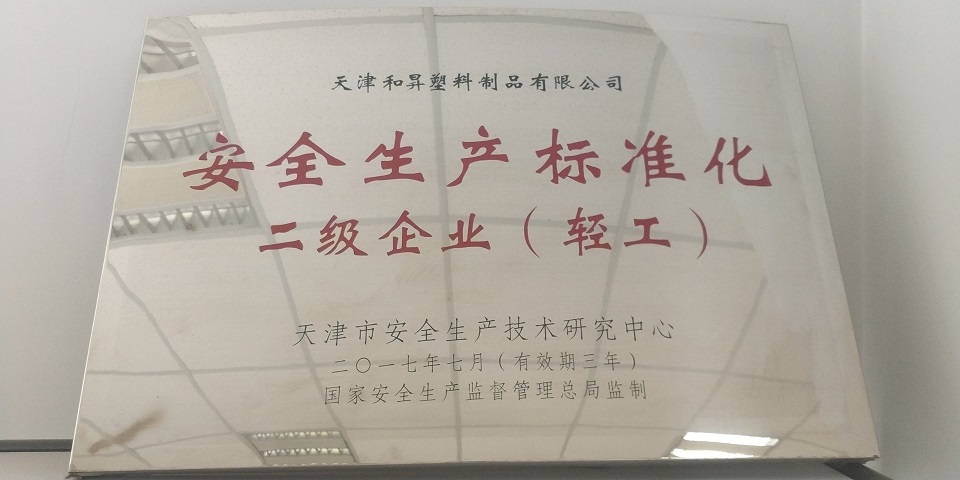 天津和昇塑料制品有限公司
安全生产标准化
二级企业（轻工）
天津市安全生产技术研究中心
二〇一七年七月（有效期三年）
国家安全生产监督管理总局监制